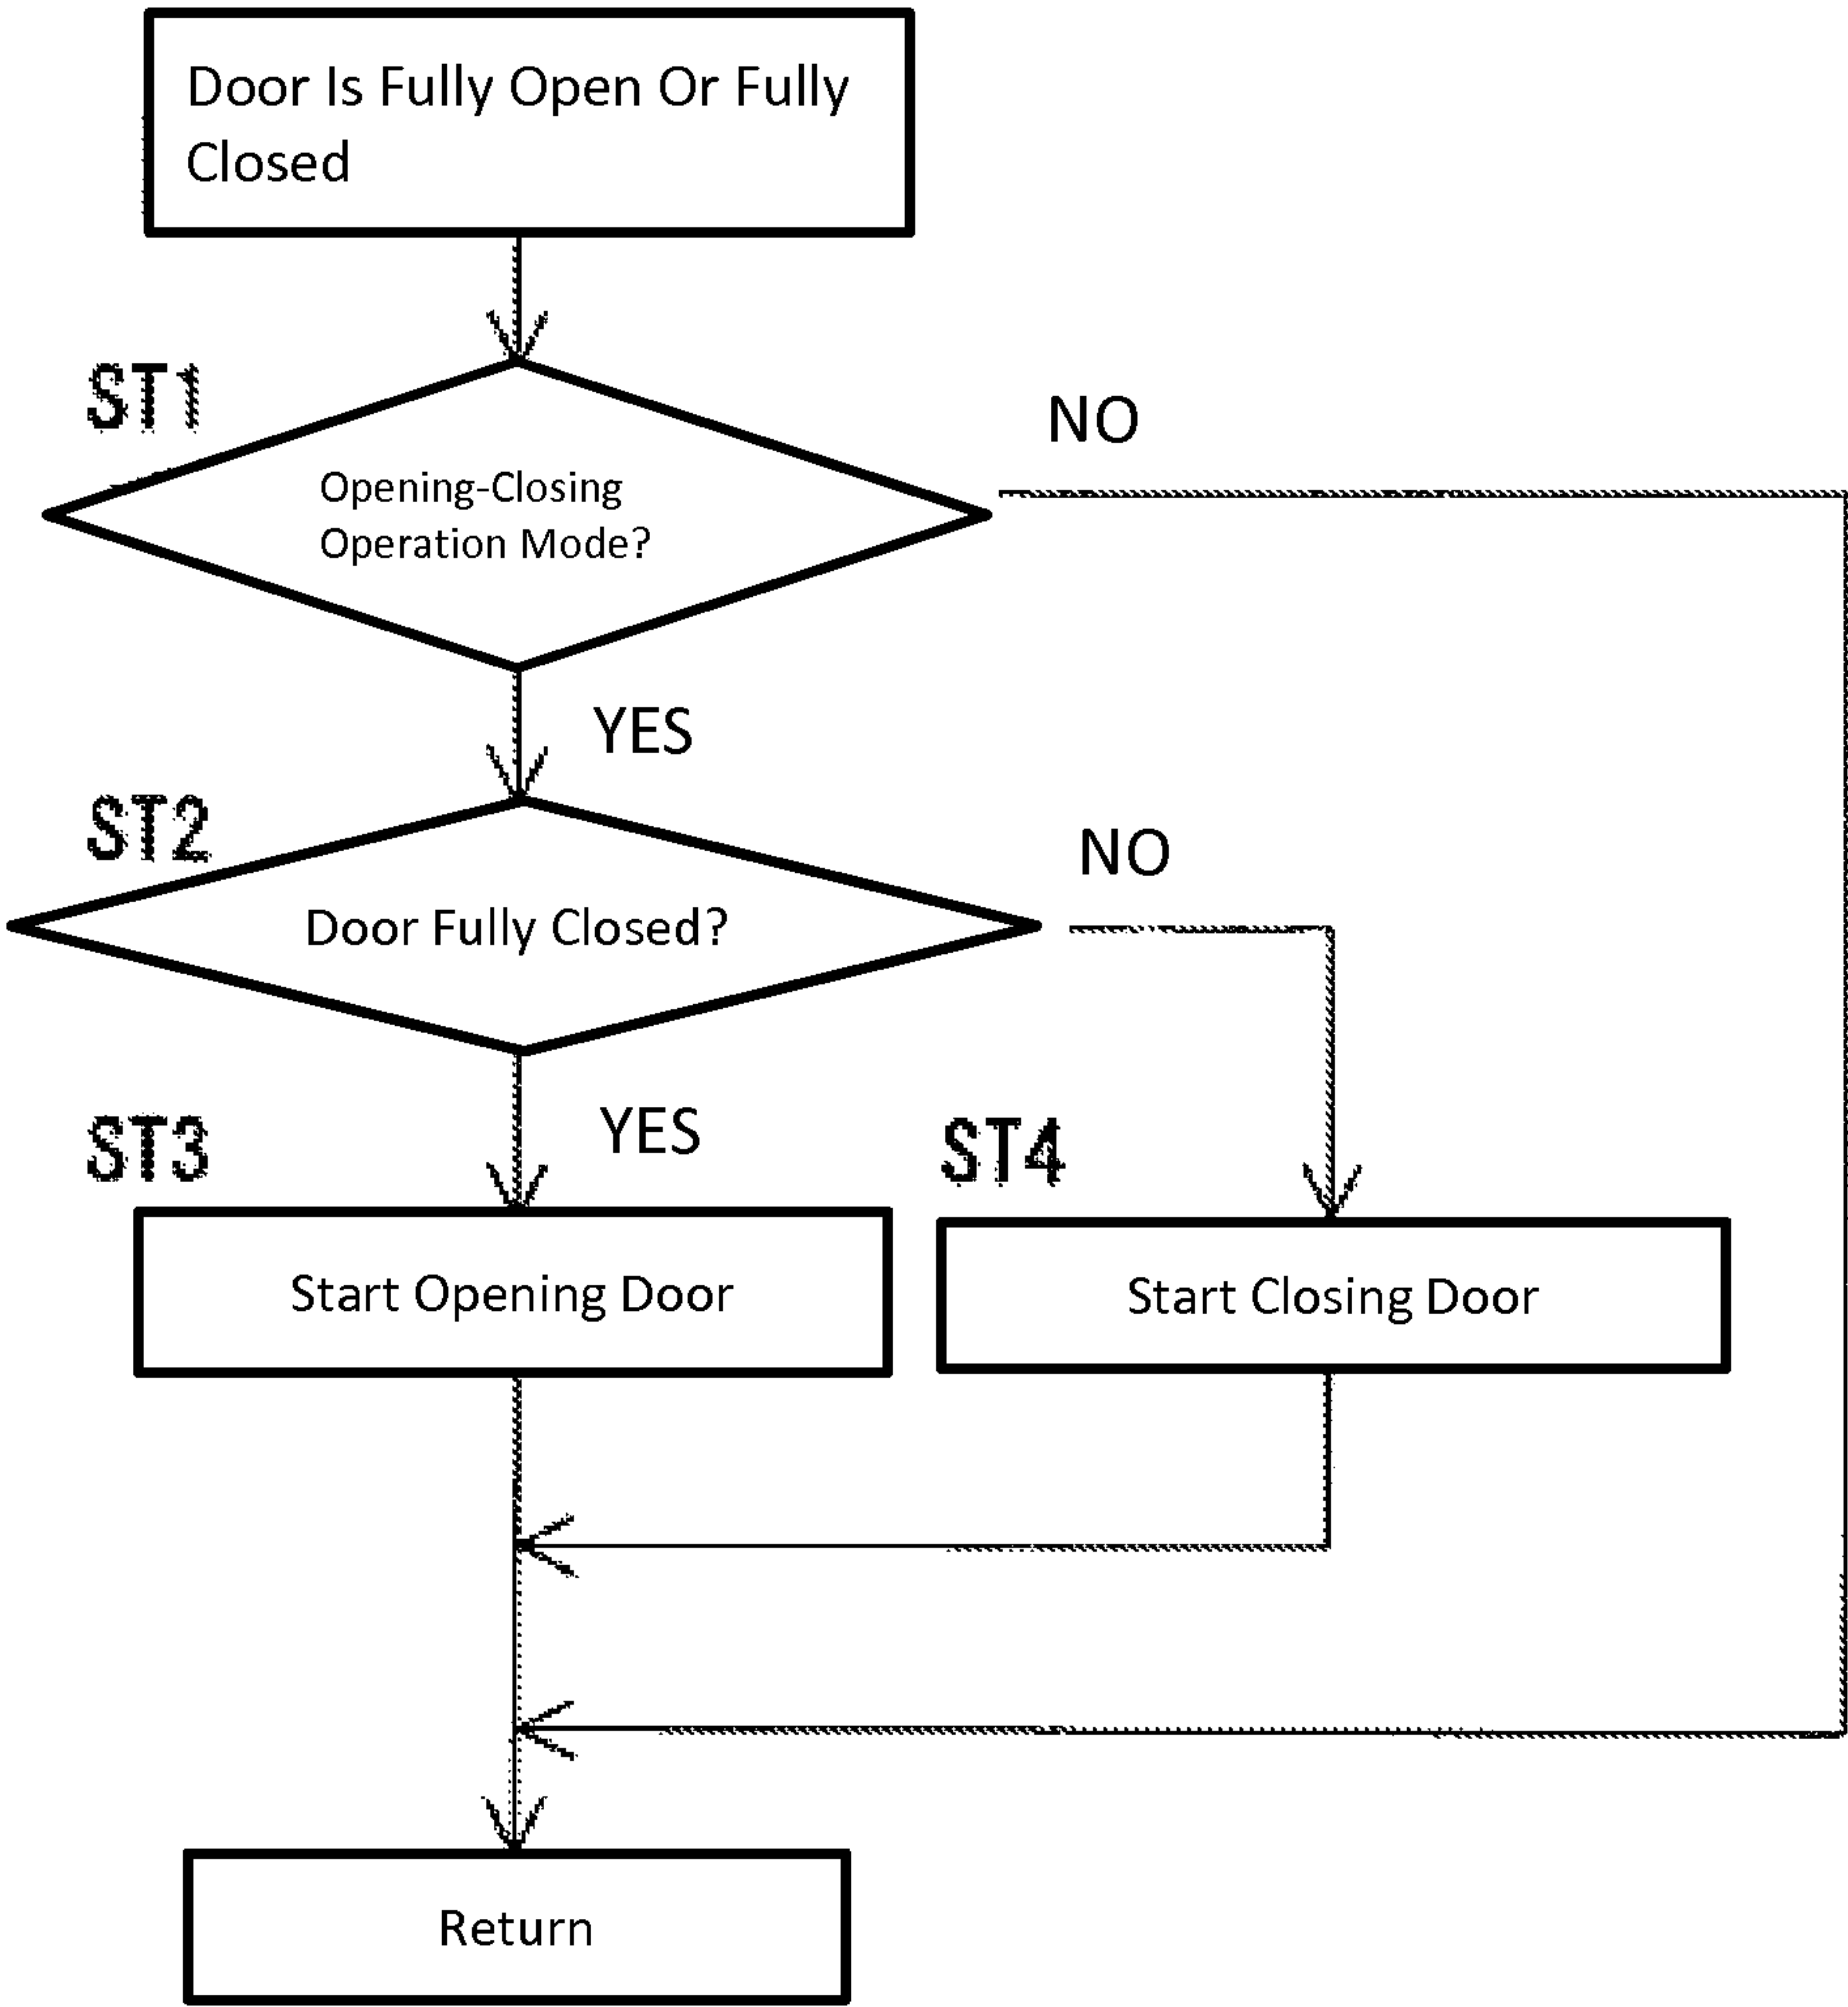 Door Is Fully Open Or Fully
Closed
ST1
NO
Opening-Closing
Operation Mode?
YES
ST2
NO
Door Fully Closed?
ST3
YES
ST4
Start Opening Door
Start Closing Door
Return